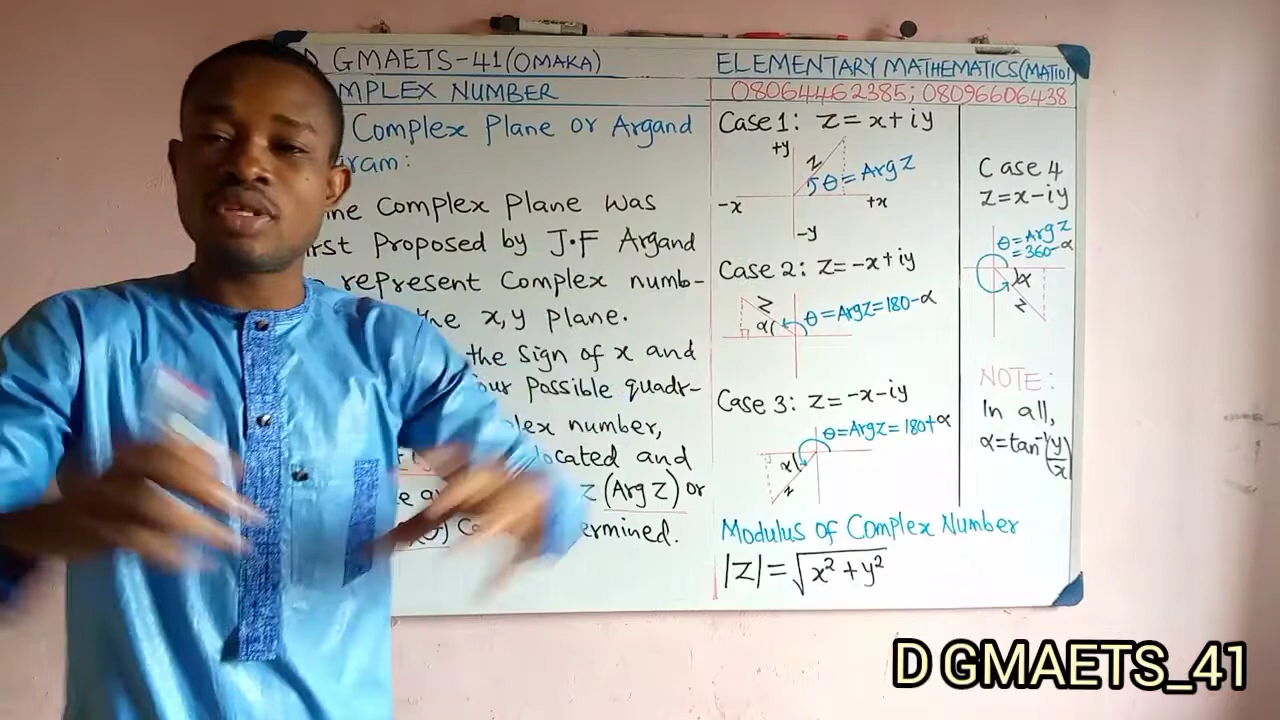 D GMAETS-41 (OMAKA)
MPLEX NUMBER
Complex Plane or Argand
gram:
Complex Plane was
rst Proposed by J.F Argand
represent Complex numb-
the x,y plane.
the sign of x and
our Possible quadr-
lex number,
located and
Z (Arg Z) or
ermined.
ELEMENTARY MATHEMATICS (MAT101)
08064462385; 08096606438
Case 1: Z = x + iy
+y
Z
θ = Arg Z
-x
+x
-y
Case 2: Z = -x + iy
Z
α
θ = Arg Z = 180 - α
Case 3: Z = -x - iy
θ = Arg Z = 180 + α
α
Z
Modulus of Complex Number
|Z| = √x² + y²
Case 4
Z = x - iy
θ = Arg Z
= 360 - α
α
Z
NOTE:
In all,
α = tan⁻¹(y/x)
D GMAETS_41